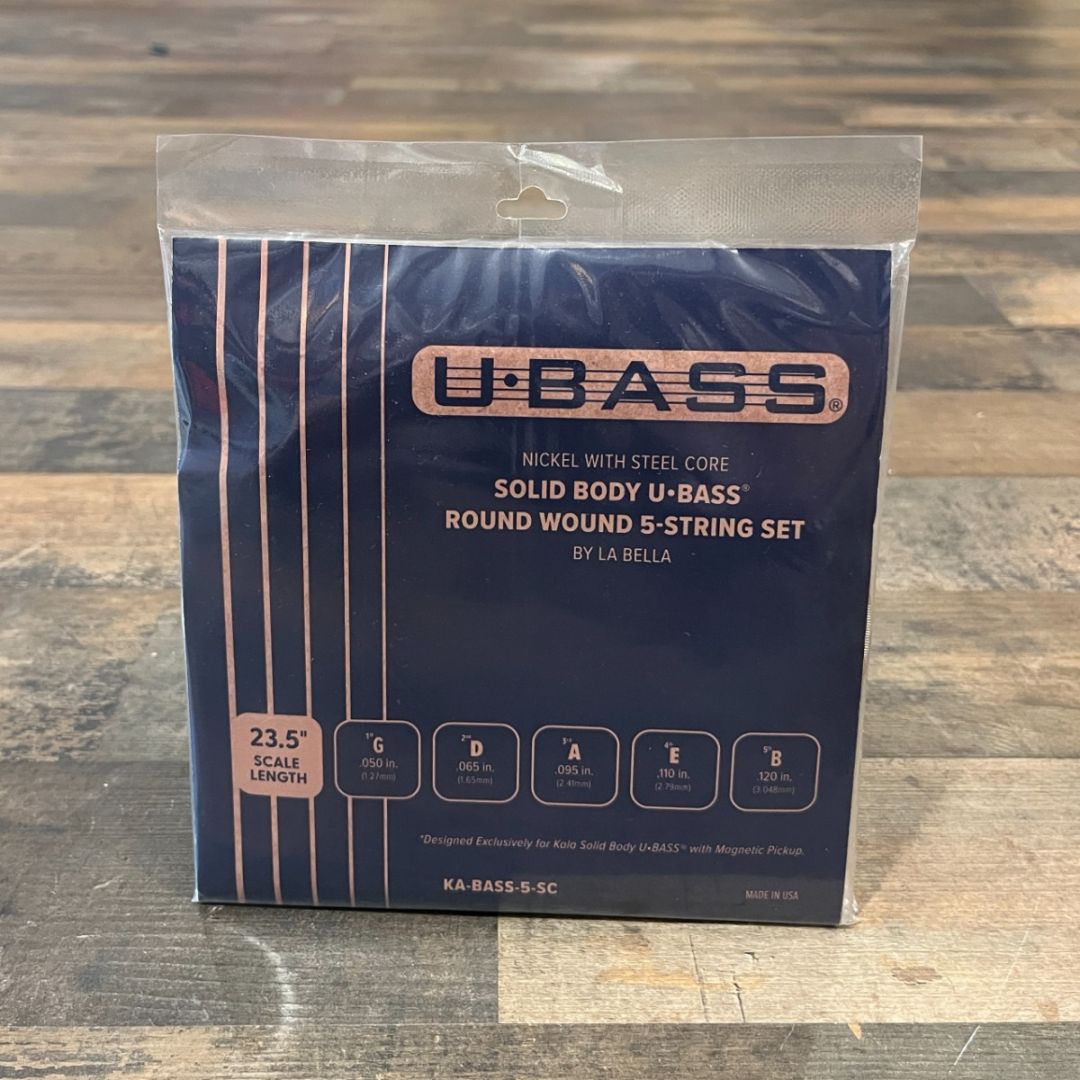 U•BASS®
NICKEL WITH STEEL CORE
SOLID BODY U•BASS®
ROUND WOUND 5-STRING SET
BY LA BELLA
23.5"
SCALE
LENGTH
1st
G
.050 in.
(1.27mm)
2nd
D
.065 in.
(1.65mm)
3rd
A
.095 in.
(2.41mm)
4th
E
.110 in.
(2.79mm)
5th
B
.120 in.
(3.048mm)
*Designed Exclusively for Kala Solid Body U•BASS® with Magnetic Pickup.
KA-BASS-5-SC
MADE IN USA